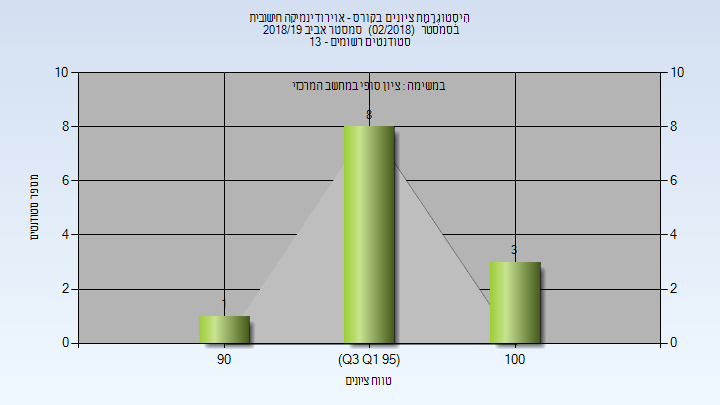 היסטוגרמת ציונים בקורס - אוירודינמיקה חישובית
בסמסטר (02/2018) סמסטר אביב 2018/19
סטודנטים רשומים - 13
במשימה : ציון סופי במחשב המרכזי
מספר סטודנטים
10
8
6
4
2
0
10
8
6
4
2
0
1
8
3
90
(Q3 Q1 95)
100
טווח ציונים